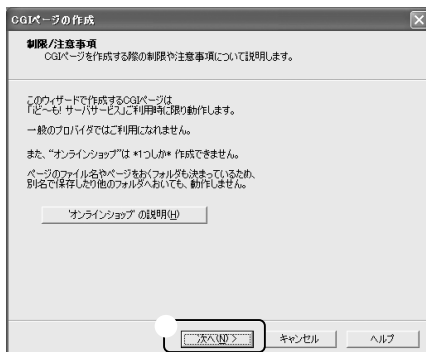 CGIページの作成
制限/注意事項
CGIページを作成する際の制限や注意事項について説明します。
このウィザードで作成するCGIページは
「ど～も! サーバサービス」ご利用時に限り動作します。
一般のプロバイダではご利用になれません。
また、“オンラインショップ”は *1つしか* 作成できません。
ページのファイル名やページをおくフォルダも決まっているため、
別名で保存したり他のフォルダへおいても、動作しません。
'オンラインショップ' の説明(H)
次へ(N) >
キャンセル
ヘルプ